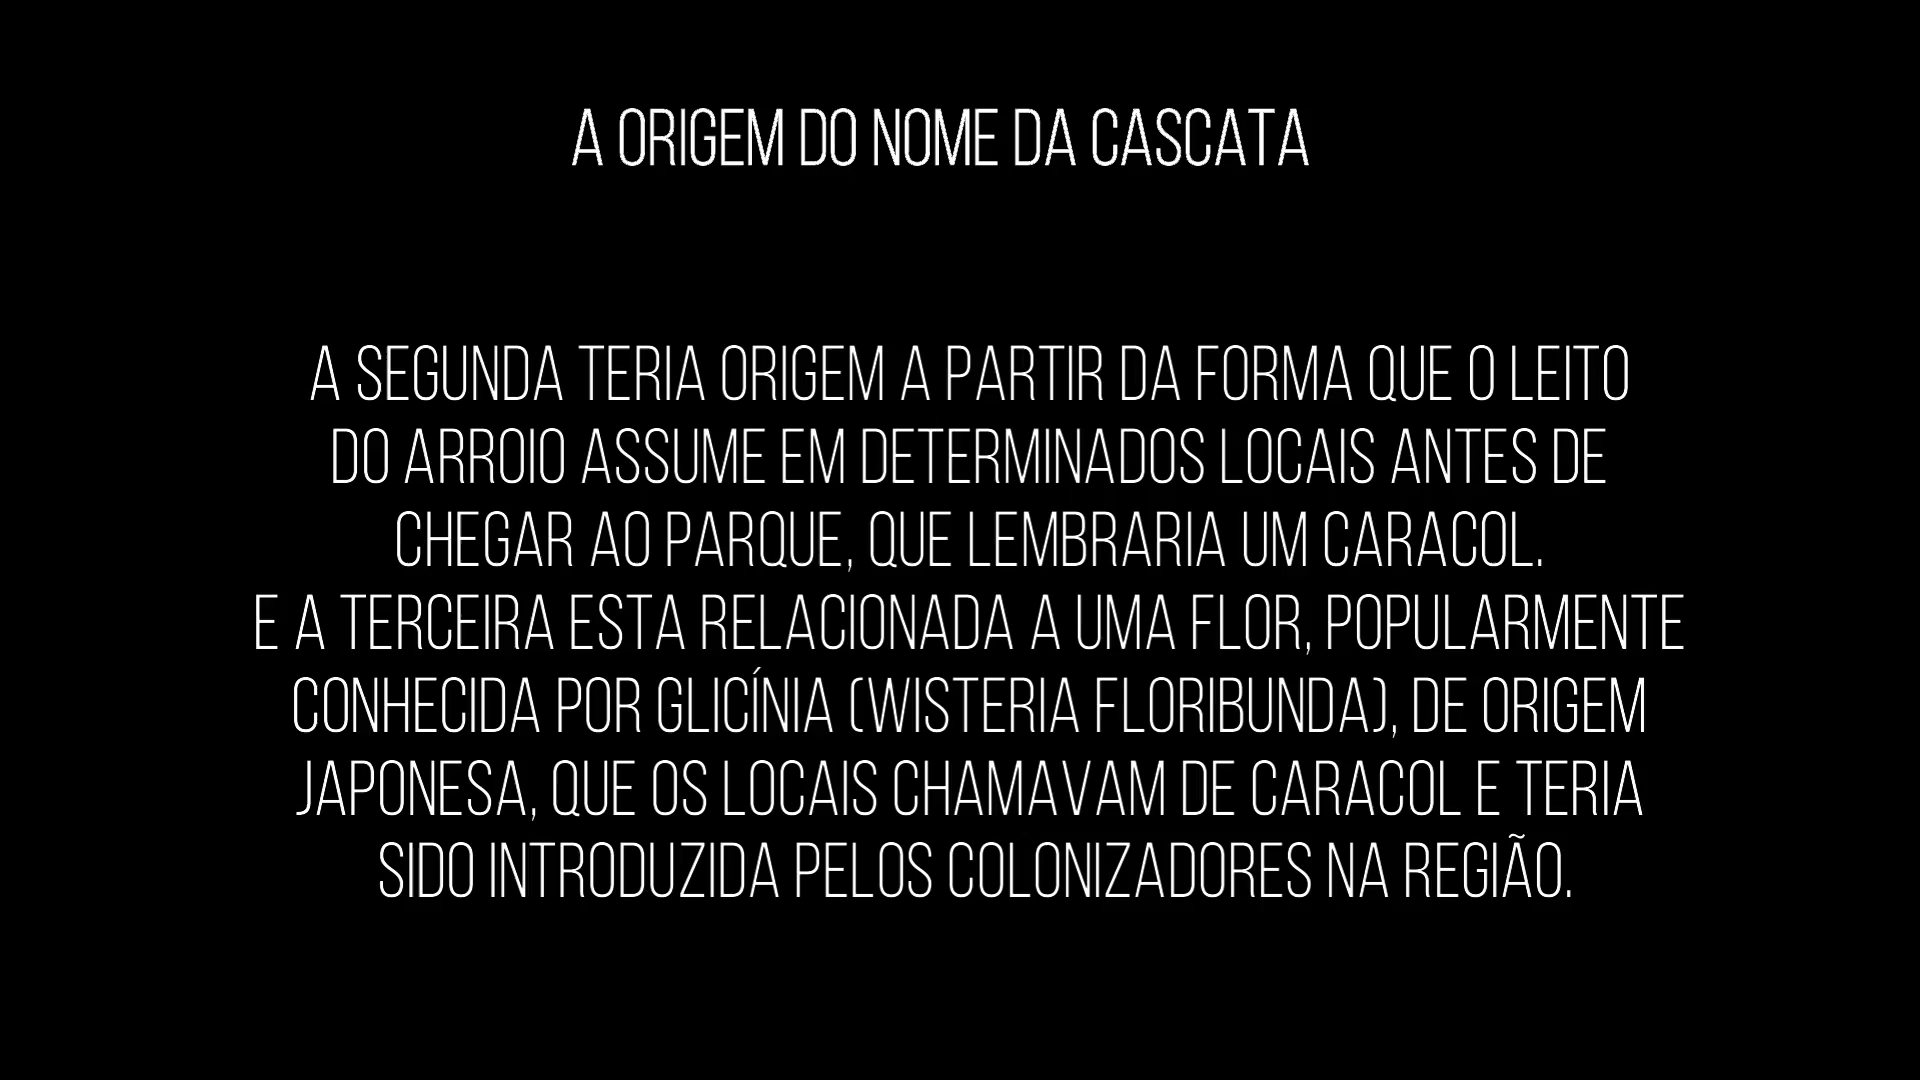 A ORIGEM DO NOME DA CASCATA
A SEGUNDA TERIA ORIGEM A PARTIR DA FORMA QUE O LEITO
DO ARROIO ASSUME EM DETERMINADOS LOCAIS ANTES DE
CHEGAR AO PARQUE, QUE LEMBRARIA UM CARACOL.
E A TERCEIRA ESTA RELACIONADA A UMA FLOR, POPULARMENTE
CONHECIDA POR GLICÍNIA (WISTERIA FLORIBUNDA), DE ORIGEM
JAPONESA, QUE OS LOCAIS CHAMAVAM DE CARACOL E TERIA
SIDO INTRODUZIDA PELOS COLONIZADORES NA REGIÃO.